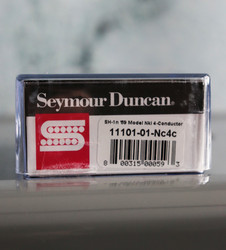 Seymour Duncan®
SH-1n '59 Model Nkl 4-Conductor
11101-01-Nc4c
0 00315 00059 3